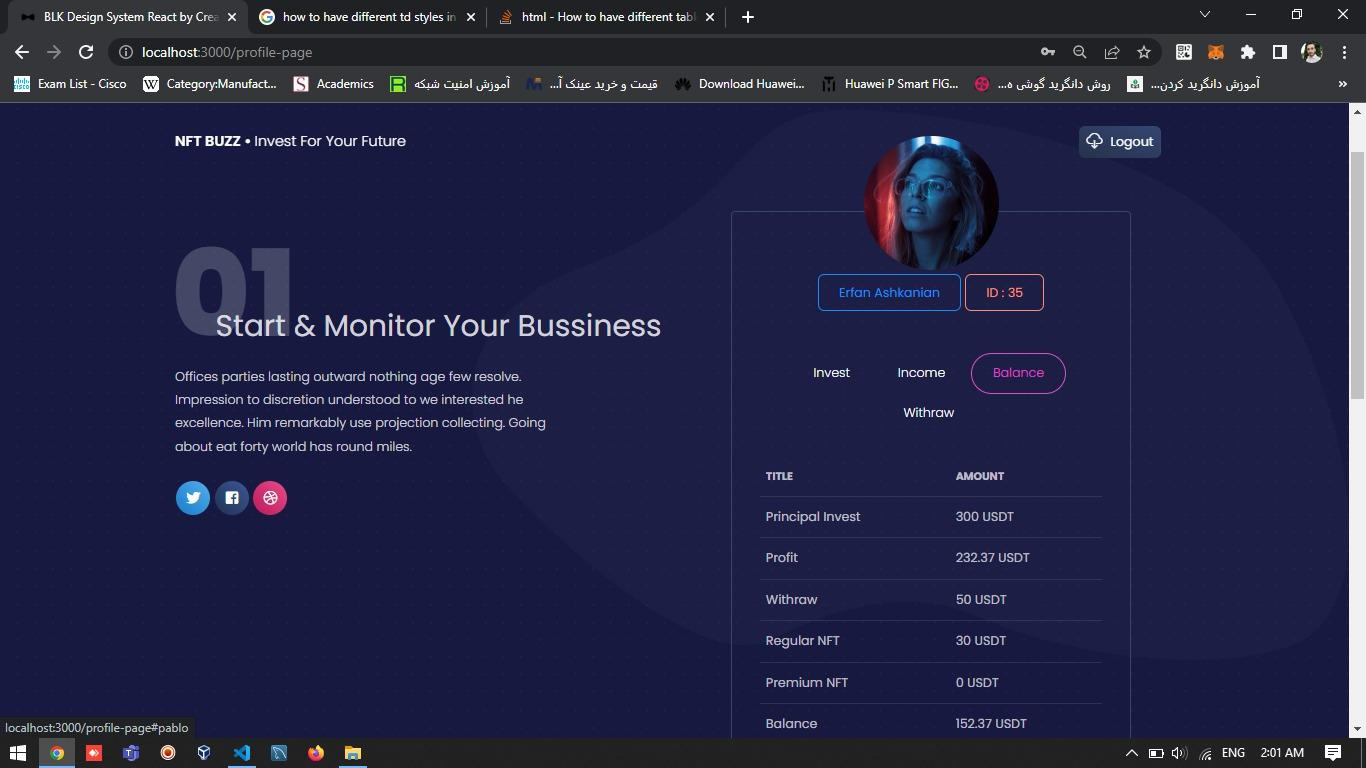 BLK Design System React by Crea
how to have different td styles in
html - How to have different tabl
localhost:3000/profile-page
Exam List - Cisco
Category:Manufact...
Academics
آموزش امنیت شبکه
قیمت و خرید عینک آ...
Download Huawei...
Huawei P Smart FIG...
روش دانگرید گوشی ه...
آموزش دانگرید کردن...
NFT BUZZ • Invest For Your Future
Logout
01
Start & Monitor Your Bussiness
Offices parties lasting outward nothing age few resolve.
Impression to discretion understood to we interested he
excellence. Him remarkably use projection collecting. Going
about eat forty world has round miles.
Erfan Ashkanian
ID : 35
Invest
Income
Balance
Withraw
TITLE AMOUNT
Principal Invest 300 USDT
Profit 232.37 USDT
Withraw 50 USDT
Regular NFT 30 USDT
Premium NFT 0 USDT
Balance 152.37 USDT
localhost:3000/profile-page#pablo
ENG
2:01 AM